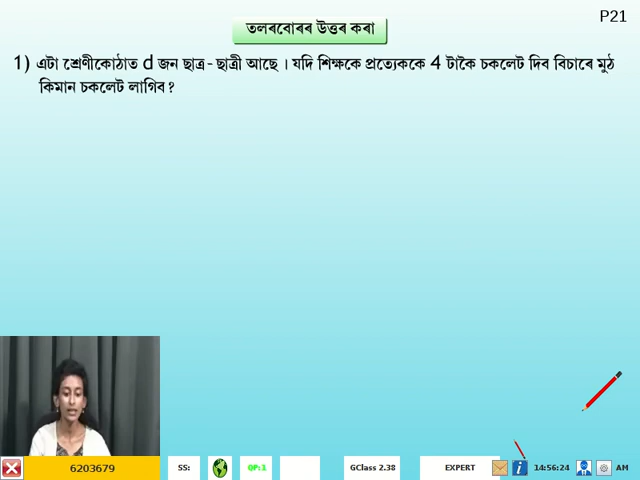 P21
তলৰবোৰৰ উত্তৰ কৰা
1) এটা শ্ৰেণীকোঠাত d জন ছাত্ৰ-ছাত্ৰী আছে । যদি শিক্ষকে প্ৰত্যেককে 4 টাকৈ চকলেট দিব বিচাৰে মুঠ
কিমান চকলেট লাগিব ?
6203679 SS: QP:1 GClass 2.38 EXPERT 14:56:24 AM